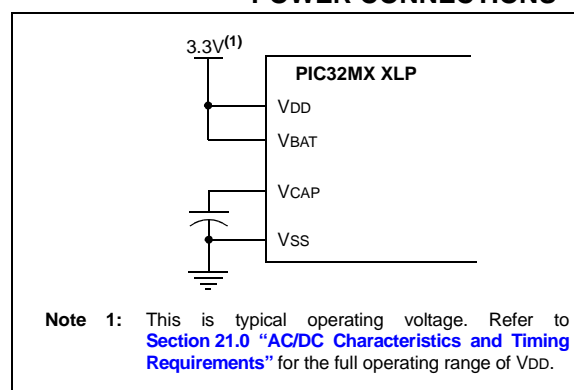 POWER CONNECTIONS
3.3V(1)
PIC32MX XLP
VDD
VBAT
VCAP
VSS
Note 1: This is typical operating voltage. Refer to
Section 21.0 “AC/DC Characteristics and Timing
Requirements” for the full operating range of VDD.